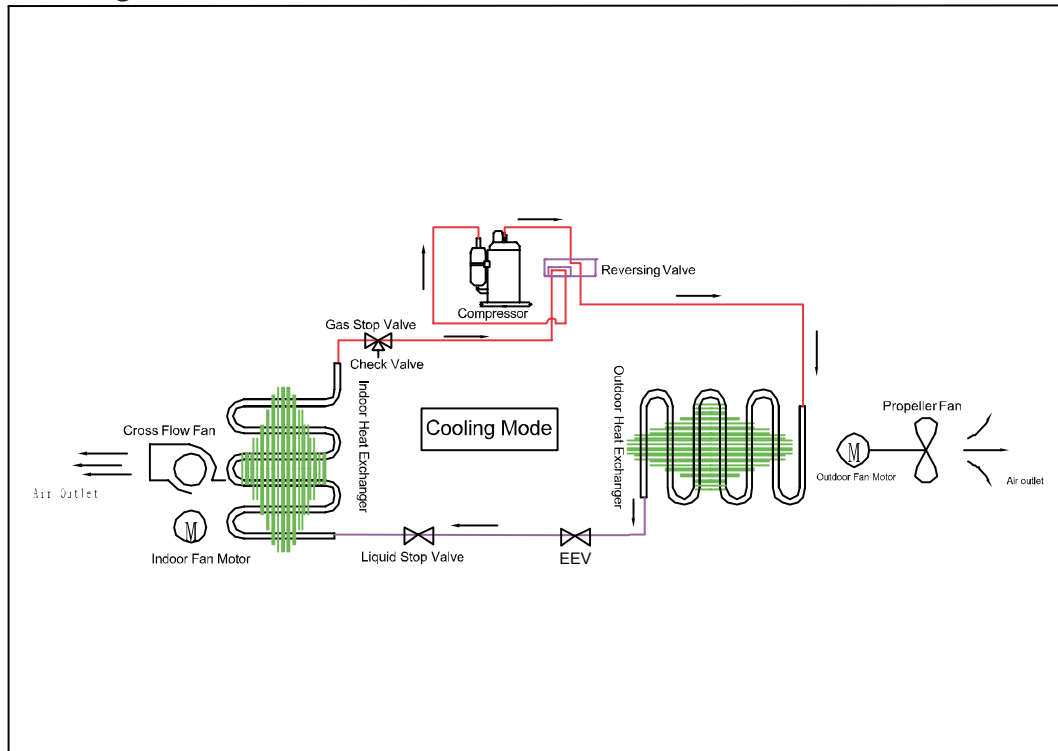 Reversing Valve
Compressor
Gas Stop Valve
Check Valve
Indoor Heat Exchanger
Outdoor Heat Exchanger
Cooling Mode
Cross Flow Fan
Air Outlet
M
Indoor Fan Motor
Liquid Stop Valve
EEV
Propeller Fan
M
Outdoor Fan Motor
Air outlet